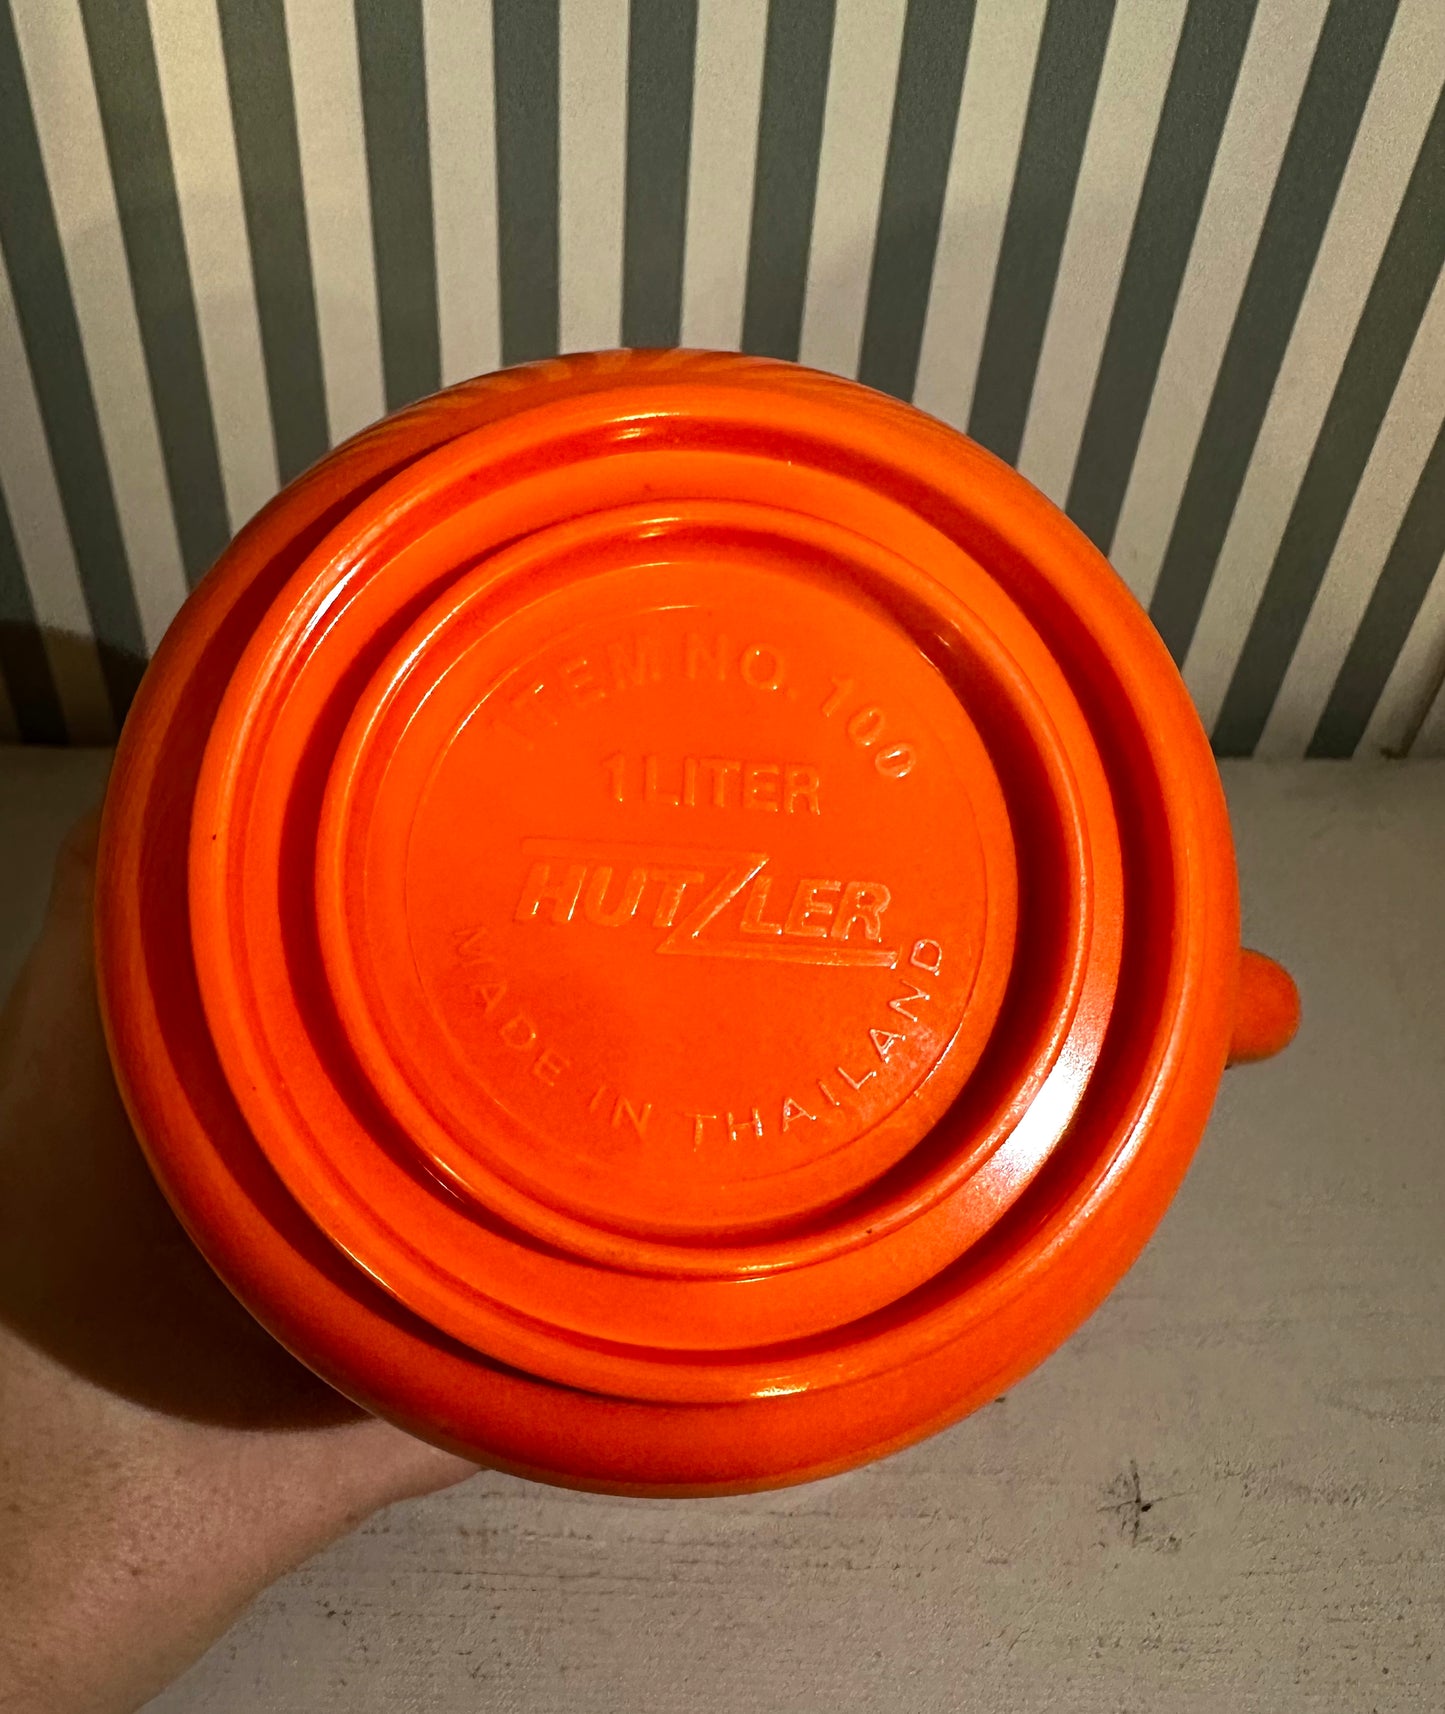 ITEM NO. 100
1 LITER
HUTZLER
MADE IN THAILAND